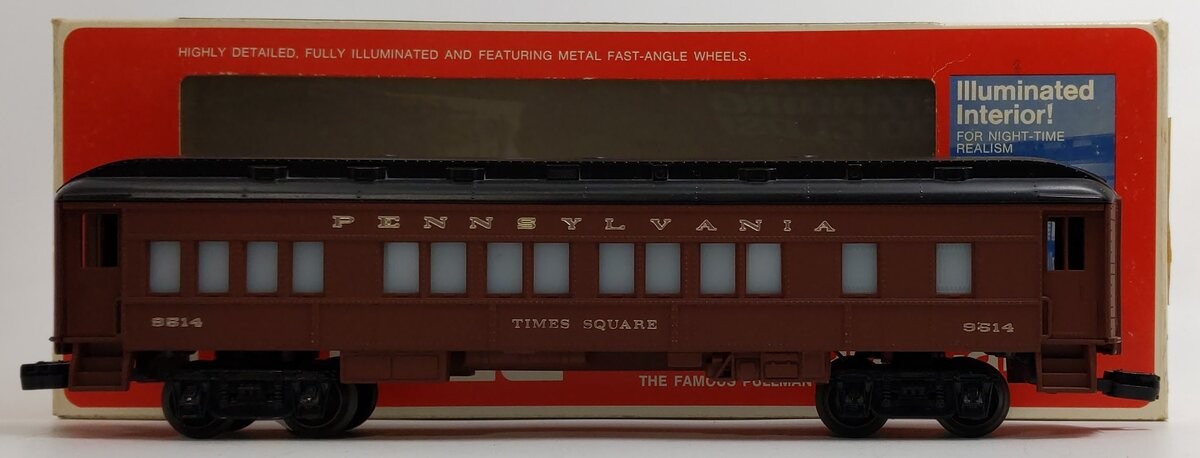 HIGHLY DETAILED, FULLY ILLUMINATED AND FEATURING METAL FAST-ANGLE WHEELS.
Illuminated
Interior!
FOR NIGHT-TIME
REALISM
PENNSYLVANIA
9514 TIMES SQUARE 9514
THE FAMOUS PULLMAN